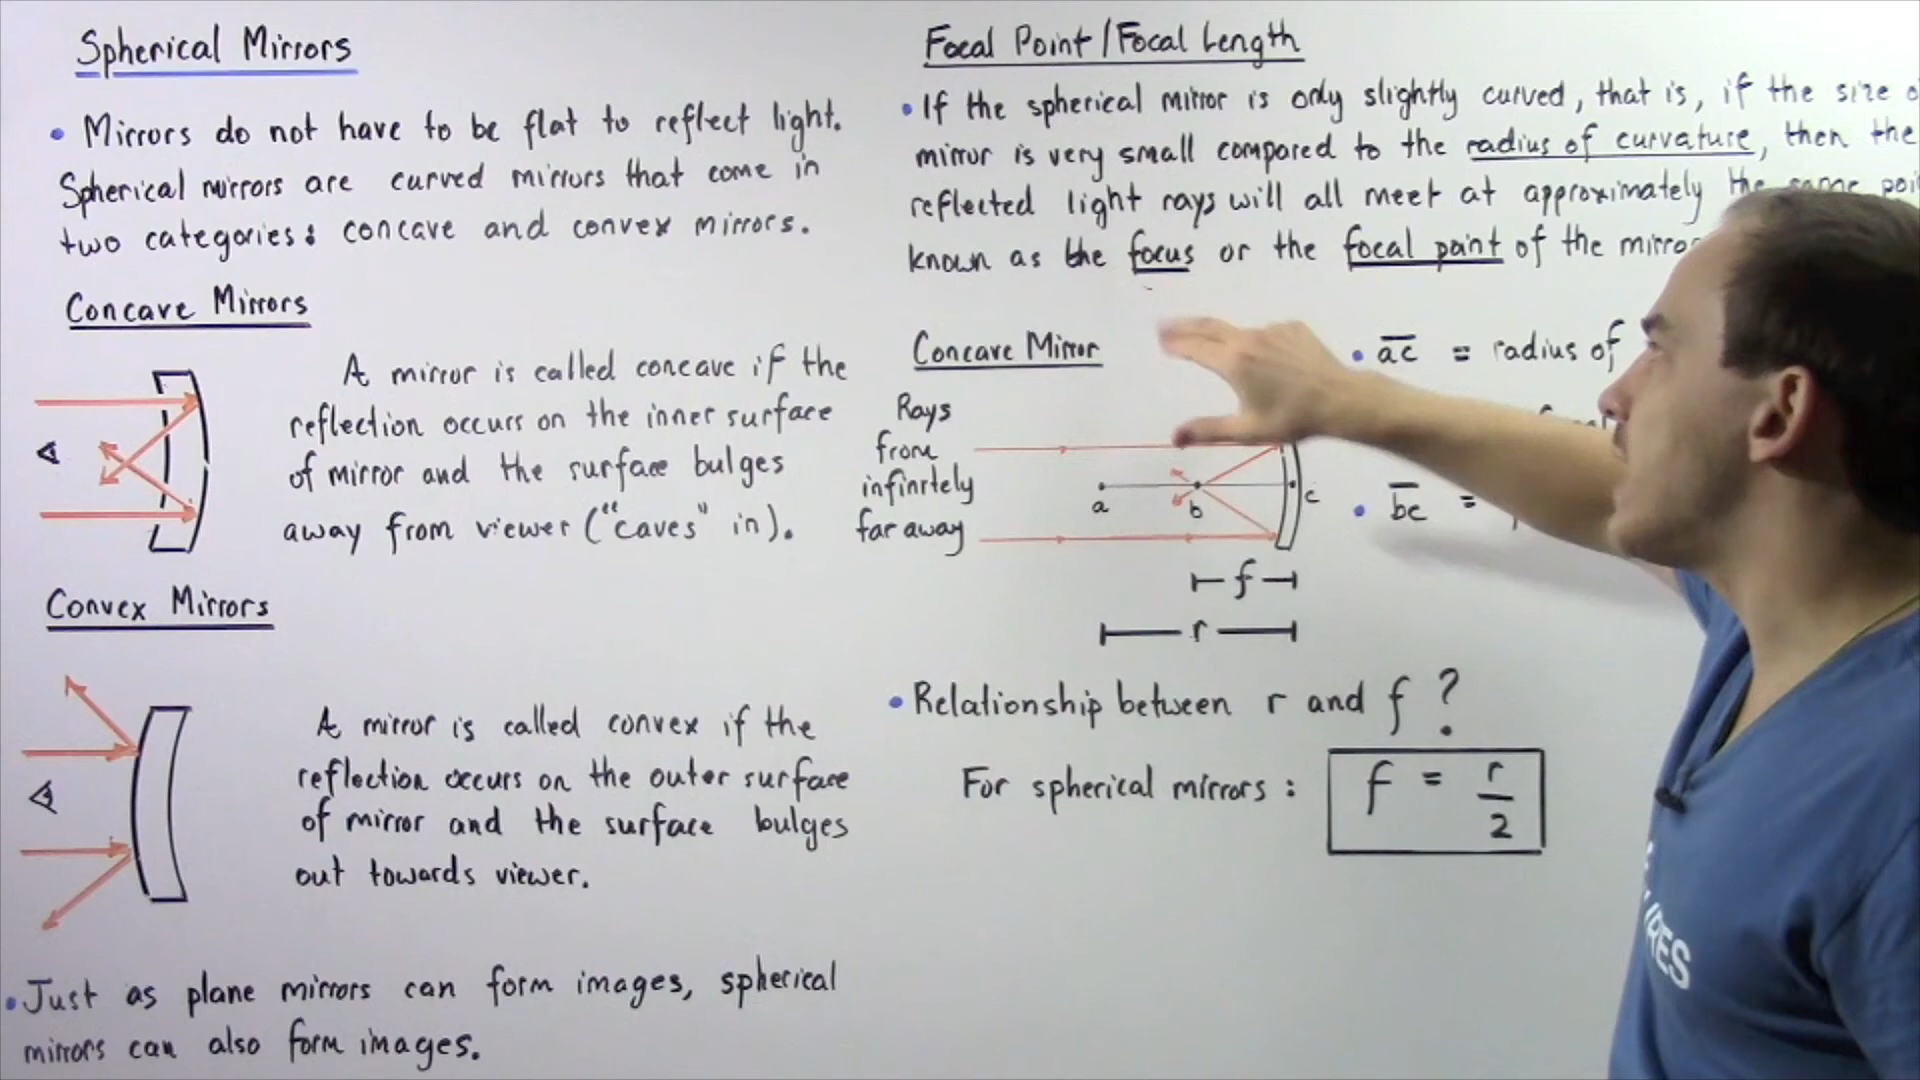 Spherical Mirrors
• Mirrors do not have to be flat to reflect light.
Spherical mirrors are curved mirrors that come in
two categories: concave and convex mirrors.
Concave Mirrors
A mirror is called concave if the
reflection occurs on the inner surface
of mirror and the surface bulges
away from viewer ("caves" in).
Convex Mirrors
A mirror is called convex if the
reflection occurs on the outer surface
of mirror and the surface bulges
out towards viewer.
• Just as plane mirrors can form images, spherical
mirrors can also form images.
Focal Point/Focal Length
• If the spherical mirror is only slightly curved, that is, if the size
mirror is very small compared to the radius of curvature, then the
reflected light rays will all meet at approximately the same
known as the focus or the focal point of the
Concave Mirror
Rays
from
infinitely
far away
a
b
c
f
r
• ac = radius of
• bc =
• Relationship between r and f ?
For spherical mirrors :
f = r
2